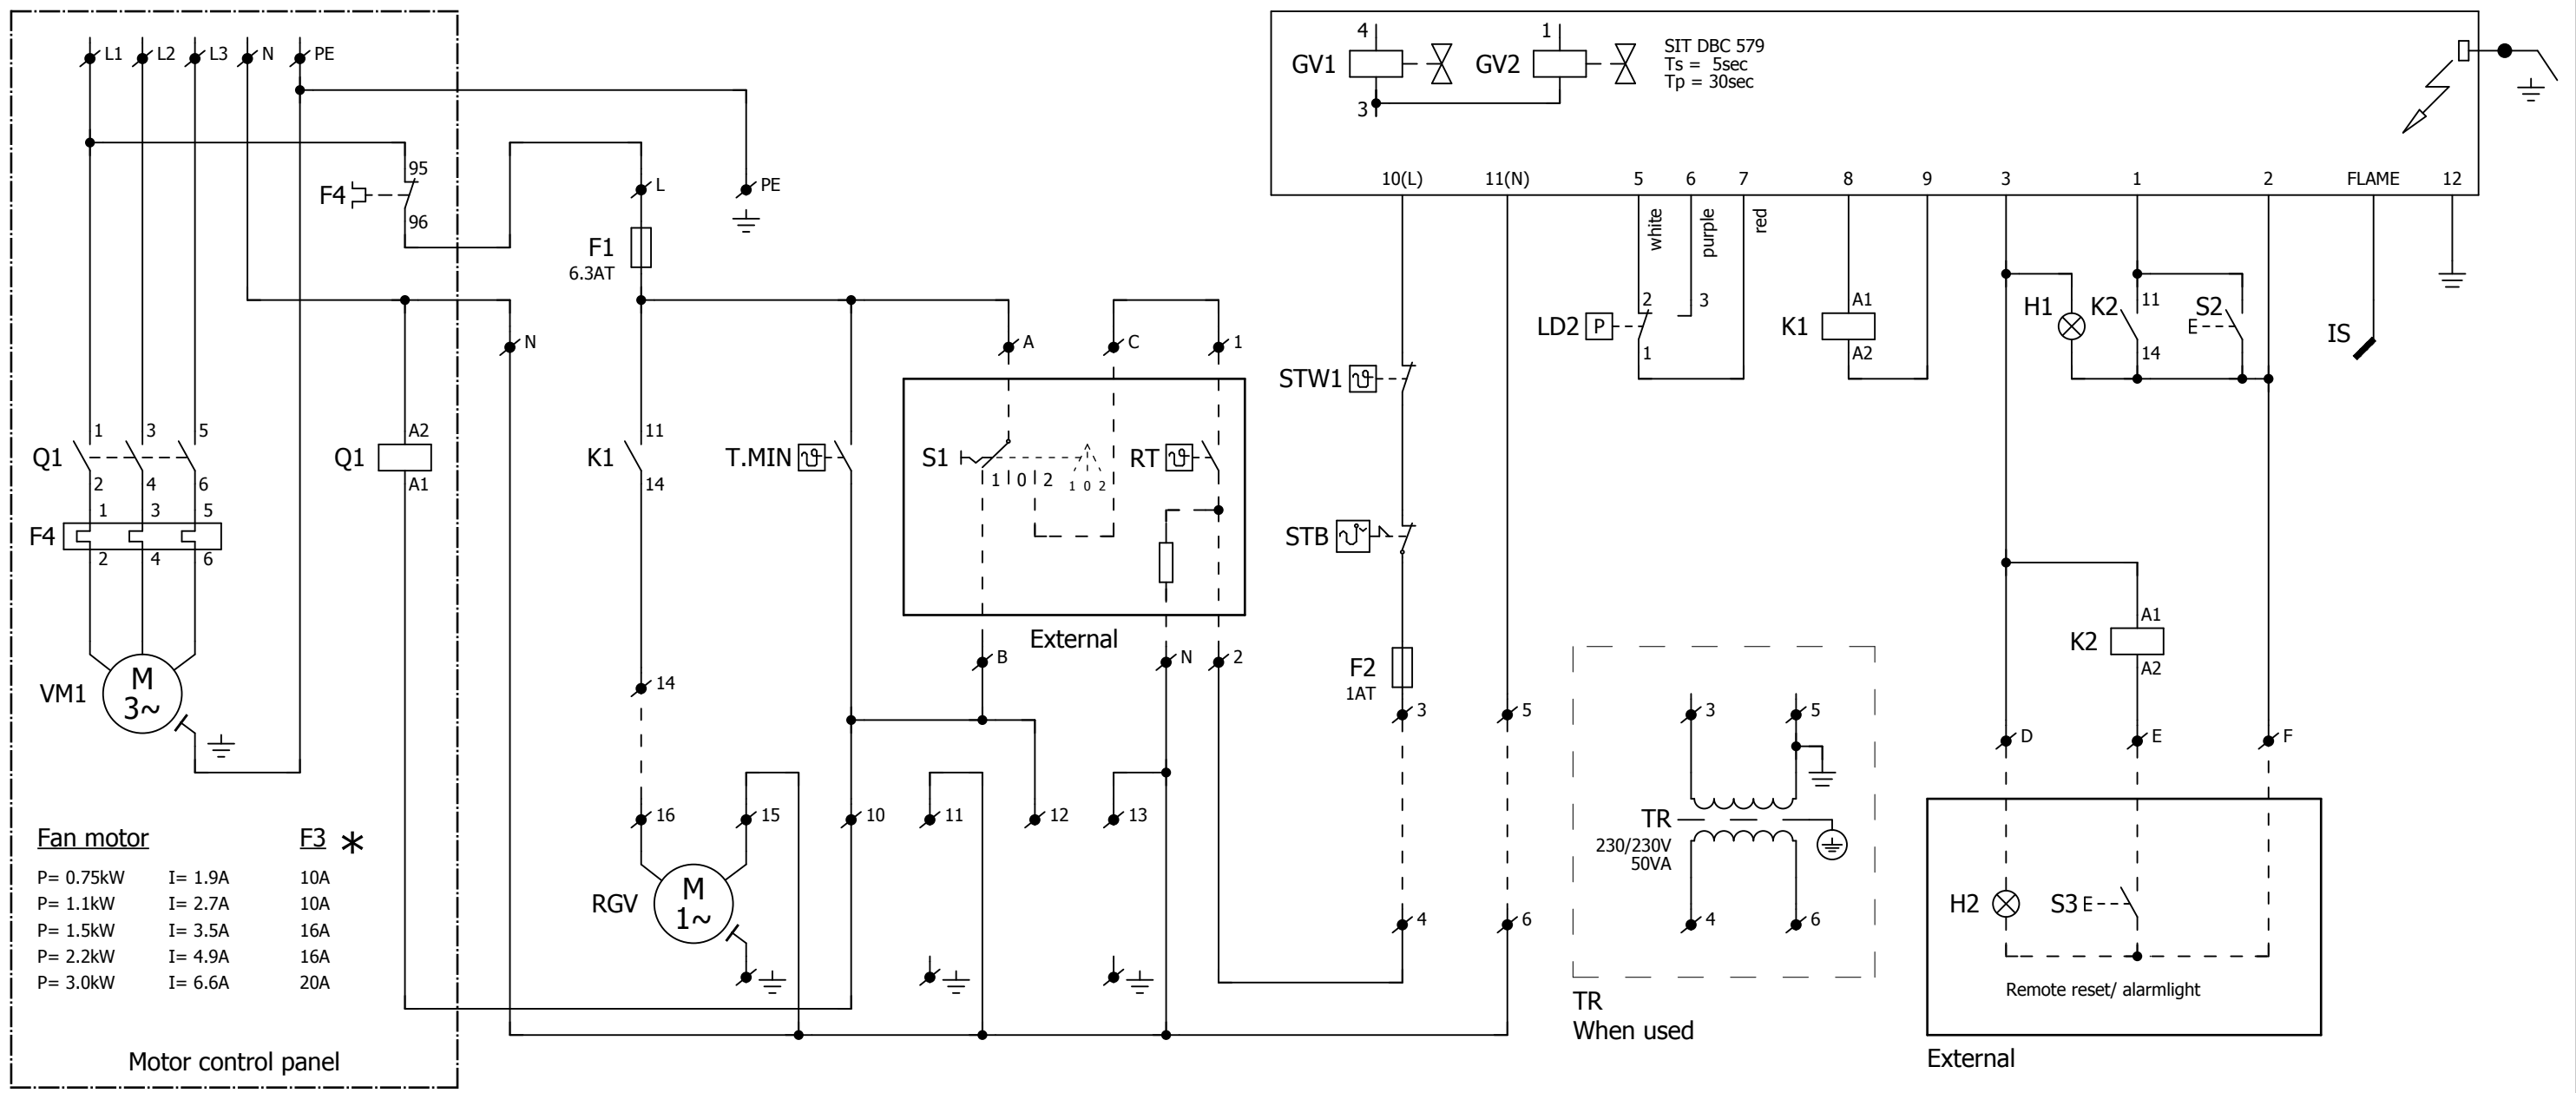 L1 L2 L3 N PE
95
F4
96
L
PE
F1
6.3AT
N
A C 1
Q1
1 3 5
2 4 6
F4
1 3 5
2 4 6
Q1
A2
A1
K1
11
14
T.MIN
S1
1 0 2
1 0 2
RT
External
B N 2
VM1
M
3~
14
16 15 10 11 12 13
RGV
M
1~
Fan motor F3 *
P= 0.75kW I= 1.9A 10A
P= 1.1kW I= 2.7A 10A
P= 1.5kW I= 3.5A 16A
P= 2.2kW I= 4.9A 16A
P= 3.0kW I= 6.6A 20A
Motor control panel
4
GV1
3
1
GV2
SIT DBC 579
Ts = 5sec
Tp = 30sec
10(L) 11(N) 5 6 7 8 9 3 1 2 FLAME 12
white
purple
red
STW1
STB
F2
1AT
3 5
4 6
LD2
P
2 3
1
K1
A1
A2
H1
K2
11
14
S2
E
IS
K2
A1
A2
D E F
3 5
TR
230/230V
50VA
4 6
TR
When used
H2
S3
E
Remote reset/ alarmlight
External